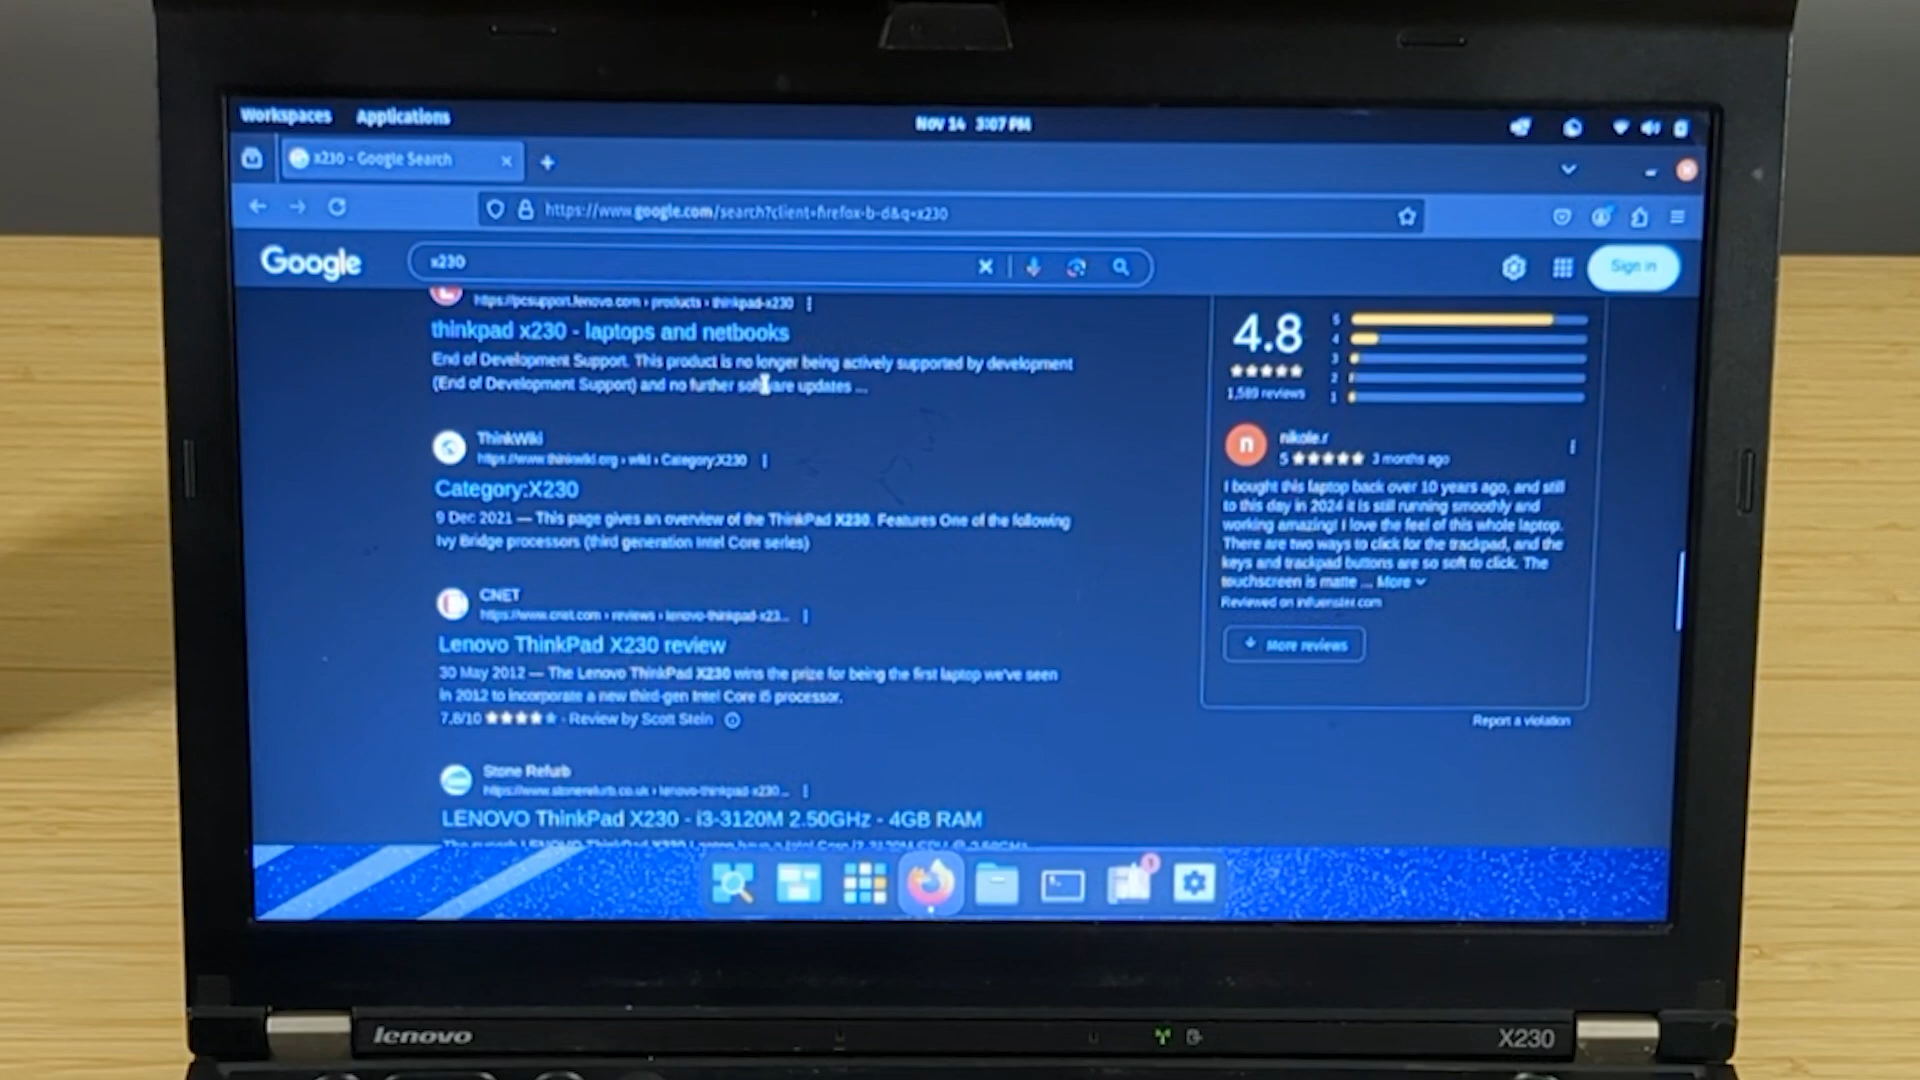 Workspaces Applications Nov 14 3:07 PM
x230 - Google Search
https://www.google.com/search?client=firefox-b-d&q=x230
Google x230 Sign in
https://pcsupport.lenovo.com › products › thinkpad-x230
thinkpad x230 - laptops and netbooks
End of Development Support. This product is no longer being actively supported by development
(End of Development Support) and no further software updates ...
ThinkWiki
https://www.thinkwiki.org › wiki › Category:X230
Category:X230
9 Dec 2021 — This page gives an overview of the ThinkPad X230. Features One of the following
Ivy Bridge processors (third generation Intel Core series)
CNET
https://www.cnet.com › reviews › lenovo-thinkpad-x23...
Lenovo ThinkPad X230 review
30 May 2012 — The Lenovo ThinkPad X230 wins the prize for being the first laptop we've seen
in 2012 to incorporate a new third-gen Intel Core i5 processor.
7.8/10 ★★★★★ · Review by Scott Stein
Stone Refurb
https://www.stonerefurb.co.uk › lenovo-thinkpad-x230...
LENOVO ThinkPad X230 - i3-3120M 2.50GHz - 4GB RAM
4.8
1,589 reviews
5
4
3
2
1
n nikole.r
5 ★★★★★ 3 months ago
I bought this laptop back over 10 years ago, and still
to this day in 2024 it is still running smoothly and
working amazing! I love the feel of this whole laptop.
There are two ways to click for the trackpad, and the
keys and trackpad buttons are so soft to click. The
touchscreen is matte ... More
Reviewed on influenster.com
More reviews
Report a violation
1
lenovo X230